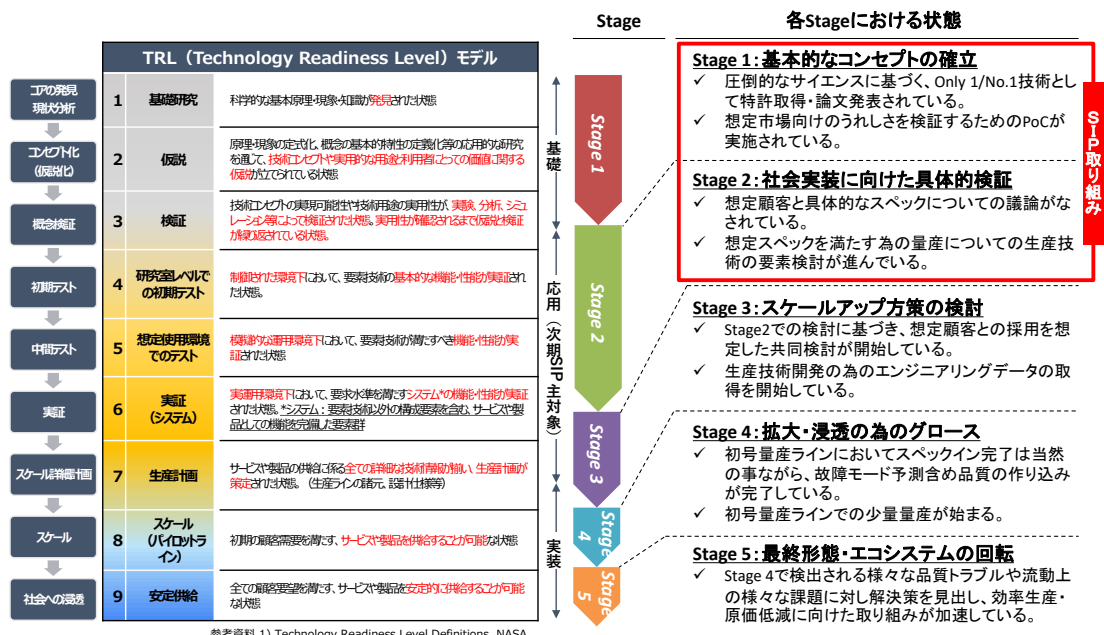 Stage
各Stageにおける状態
TRL（Technology Readiness Level）モデル
コアの発見
現状分析
コンセプト化
(仮説化)
概念検証
初期テスト
中間テスト
実証
スケール詳細計画
スケール
社会への浸透
1
基礎研究
科学的な基本原理・現象・知識が発見された状態
2
仮説
原理・現象の定式化、概念の基本的特性の定義化等の応用的な研究
を通じて、技術コンセプトや実用的な用途と利用者にとっての価値に関する
仮説が立てられている状態
3
検証
技術コンセプトの実現可能性や技術用途の実用性が、実験、分析、シミュ
レーション等によって検証された状態。実用性が確認されるまで仮説と検証
が繰り返されている状態。
4
研究室レベルで
の初期テスト
制御された環境下において、要素技術の基本的な機能・性能が実証さ
れた状態。
5
想定使用環境
でのテスト
模擬的な運用環境下において、要素技術が満たすべき機能・性能が実
証された状態
6
実証
（システム）
実運用環境下において、要求水準を満たすシステム*の機能・性能が実証
された状態。*システム：要素技術以外の構成要素を含む、サービスや製
品としての機能を完備した要素群
7
生産計画
サービスや製品の供給に係る全ての詳細な技術情報が揃い、生産計画が
策定された状態。（生産ラインの諸元、設計仕様等）
8
スケール
（パイロットライ
ン）
初期の顧客需要を満たす、サービスや製品を供給することが可能な状態
9
安定供給
全ての顧客要望を満たす、サービスや製品を安定的に供給することが可能
な状態
参考資料 1) Technology Readiness Level Definitions, NASA
基礎
応用（次期SIP主対象）
実装
Stage 1
Stage 2
Stage 3
Stage 4
Stage 5
Stage 1：基本的なコンセプトの確立
✓ 圧倒的なサイエンスに基づく、Only 1/No.1技術とし
て特許取得・論文発表されている。
✓ 想定市場向けのうれしさを検証するためのPoCが
実施されている。
Stage 2：社会実装に向けた具体的検証
✓ 想定顧客と具体的なスペックについての議論がな
されている。
✓ 想定スペックを満たす為の量産についての生産技
術の要素検討が進んでいる。
SIP取り組み
Stage 3：スケールアップ方策の検討
✓ Stage2での検討に基づき、想定顧客との採用を想
定した共同検討が開始している。
✓ 生産技術開発の為のエンジニアリングデータの取
得を開始している。
Stage 4：拡大・浸透の為のグロース
✓ 初号量産ラインにおいてスペックイン完了は当然
の事ながら、故障モード予測含め品質の作り込み
が完了している。
✓ 初号量産ラインでの少量量産が始まる。
Stage 5：最終形態・エコシステムの回転
✓ Stage 4で検出される様々な品質トラブルや流動上
の様々な課題に対し解決策を見出し、効率生産・
原価低減に向けた取り組みが加速している。